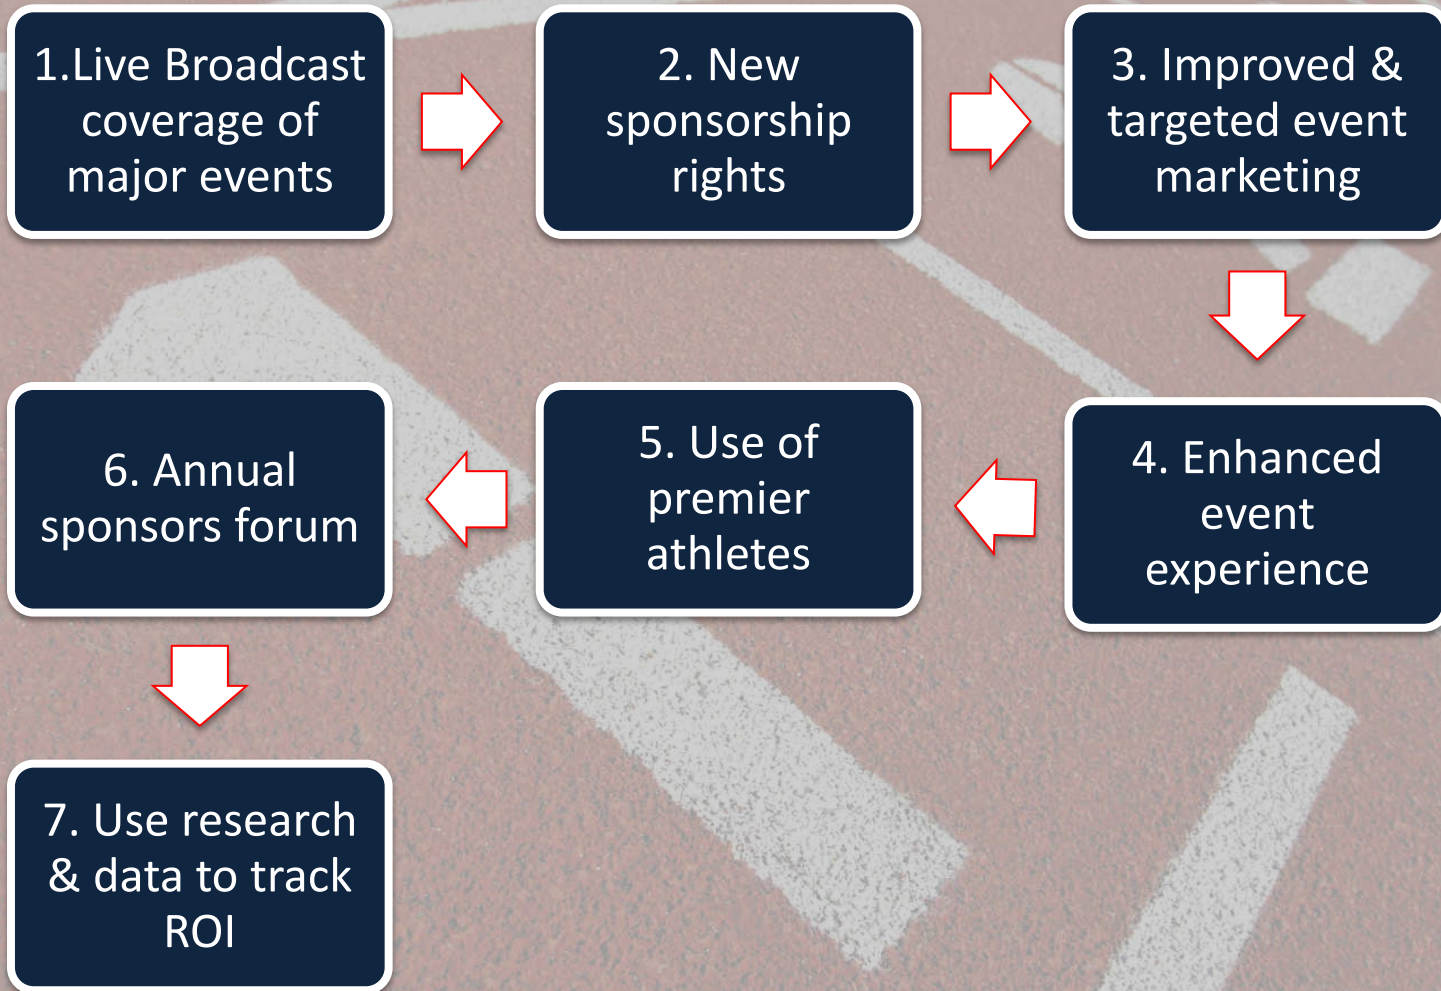 1.Live Broadcast
coverage of
major events
2. New
sponsorship
rights
3. Improved &
targeted event
marketing
4. Enhanced
event
experience
5. Use of
premier
athletes
6. Annual
sponsors forum
7. Use research
& data to track
ROI